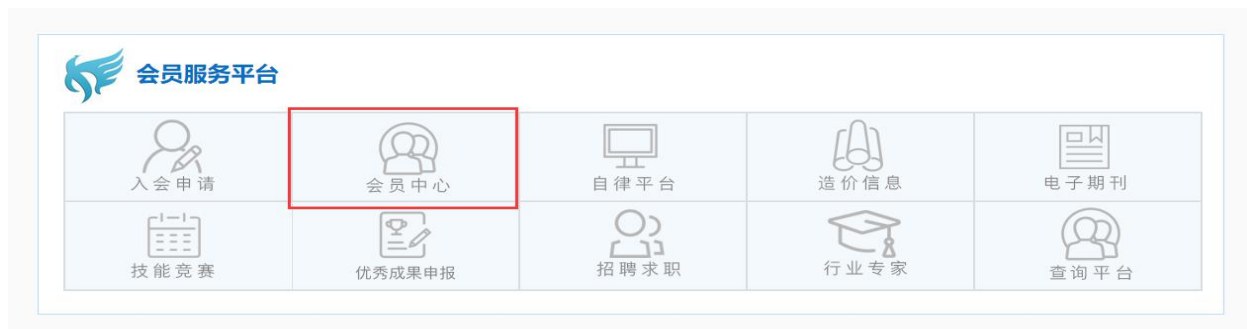 会员服务平台
入会申请
会员中心
自律平台
造价信息
电子期刊
技能竞赛
优秀成果申报
招聘求职
行业专家
查询平台